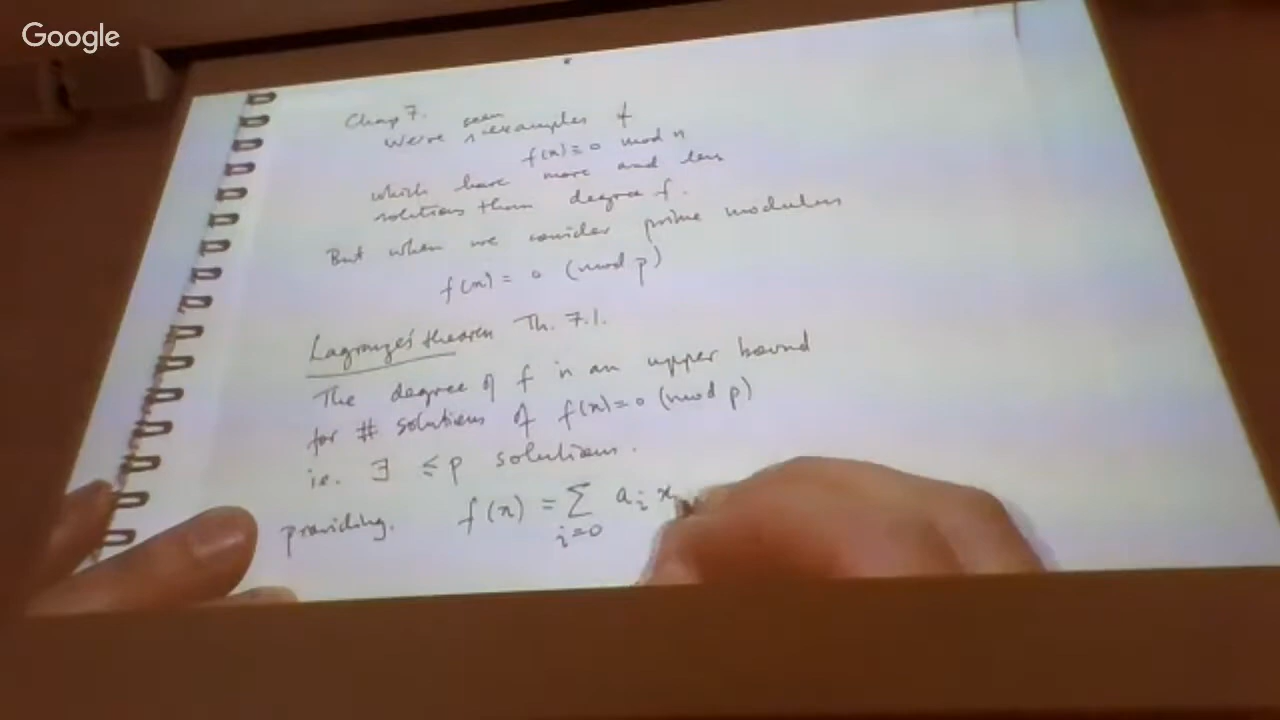 Google
Chap 7.
We've seen examples of
f(x) ≡ 0 mod n
which have more and less
solutions than degree f.
But when we consider prime modulus
f(x) = 0 (mod p)
Lagrange's theorem Th. 7.1.
The degree of f is an upper bound
for # solutions of f(x) = 0 (mod p)
i.e. ∃ ≤ p solutions.
providing. f(x) = Σ a_i x
i=0